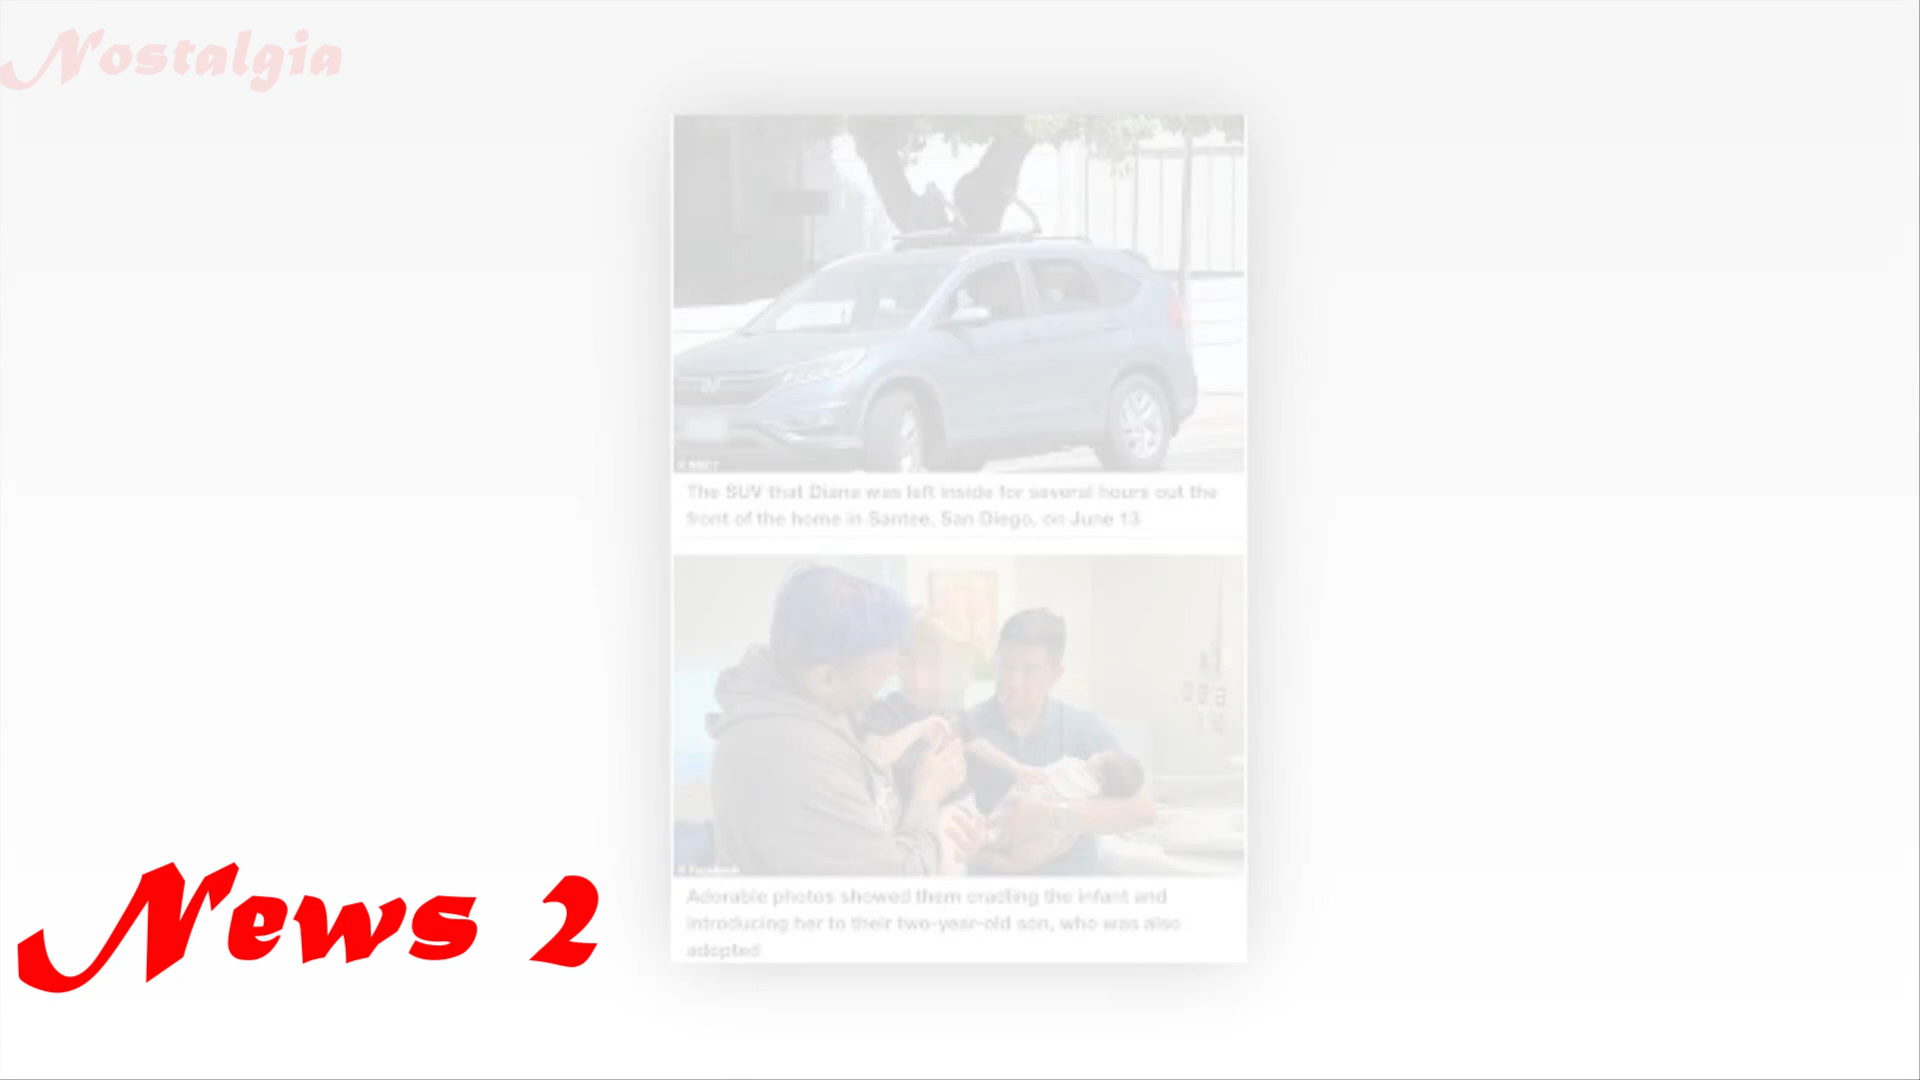 Nostalgia
The SUV that Diana was left inside for several hours out the
front of the home in Santee, San Diego, on June 13
Adorable photos showed them cradling the infant and
introducing her to their two-year-old son, who was also
adopted
News 2